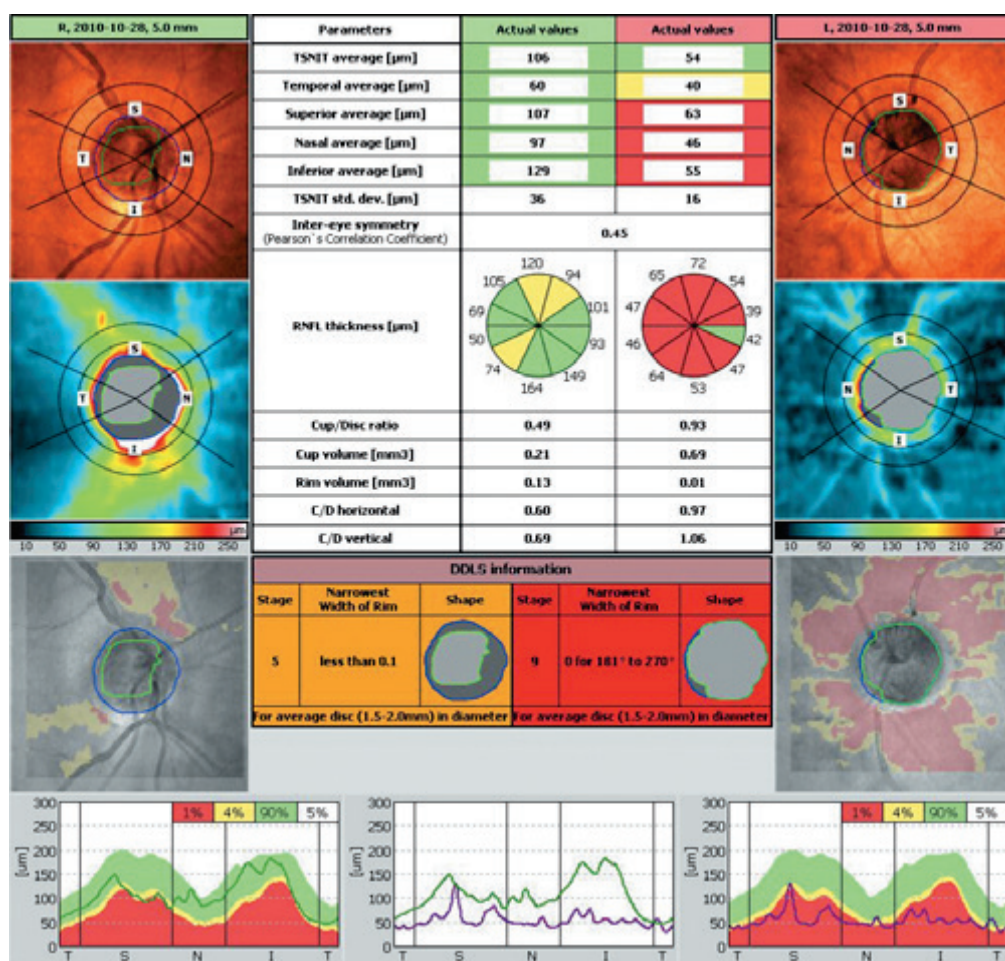 R, 2010-10-28, 5.0 mm
Parameters Actual values Actual values
L, 2010-10-28, 5.0 mm
TSNIT average [µm] 106 54
Temporal average [µm] 60 40
Superior average [µm] 107 63
Nasal average [µm] 97 46
Inferior average [µm] 129 55
TSNIT std. dev. [µm] 36 16
Inter-eye symmetry
(Pearson`s Correlation Coefficient)
0.45
S
T N
I
S
N T
I
RNFL thickness [µm]
120
105 94
69 101
50 93
74 149
164
72
65 54
47 39
46 42
64 47
53
S
T N
I
S
N T
I
Cup/Disc ratio 0.49 0.93
Cup volume [mm3] 0.21 0.69
Rim volume [mm3] 0.13 0.01
C/D horizontal 0.60 0.97
C/D vertical 0.69 1.06
µm
10 50 90 130 170 210 250
µm
10 50 90 130 170 210 250
DDLS information
Stage Narrowest Width of Rim Shape Stage Narrowest Width of Rim Shape
5 less than 0.1 9 0 for 181° to 270°
For average disc (1.5-2.0mm) in diameter For average disc (1.5-2.0mm) in diameter
300
250
200
150
100
50
0
[um]
1% 4% 90% 5%
T S N I T
300
250
200
150
100
50
0
[um]
T S N I T
300
250
200
150
100
50
0
[um]
1% 4% 90% 5%
T S N I T